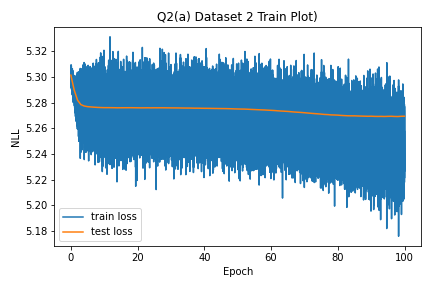 Q2(a) Dataset 2 Train Plot)
5.32
5.30
5.28
5.26
5.24
5.22
5.20
5.18
NLL
train loss
test loss
0 20 40 60 80 100
Epoch